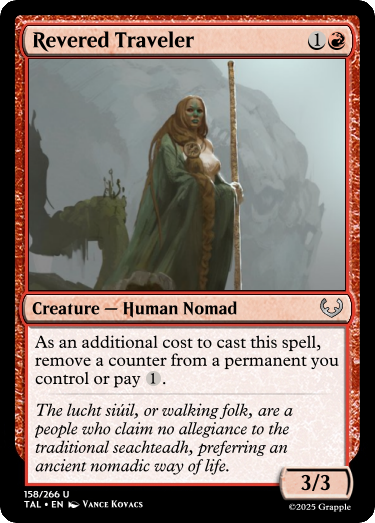 Revered Traveler 1
Creature — Human Nomad
As an additional cost to cast this spell,
remove a counter from a permanent you
control or pay 1.
The lucht siúil, or walking folk, are a
people who claim no allegiance to the
traditional seachteadh, preferring an
ancient nomadic way of life.
3/3
158/266 U
TAL • EN Vance Kovacs
©2025 Grapple